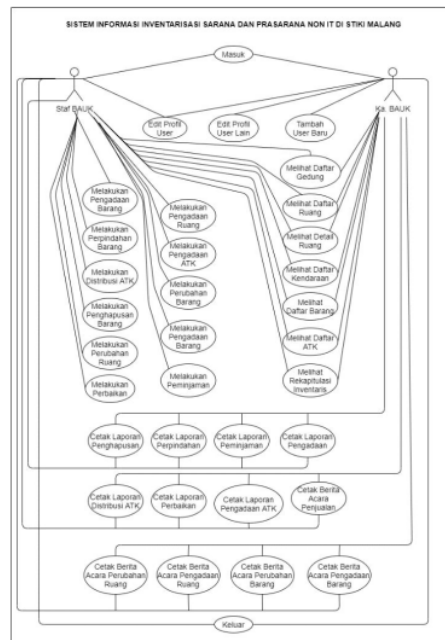 SISTEM INFORMASI INVENTARISASI SARANA DAN PRASARANA NON IT DI STIKI MALANG
Masuk
Staf BAUK
Ka. BAUK
Edit Profil
User
Edit Profil
User Lain
Tambah
User Baru
Melihat Daftar
Gedung
Melakukan
Pengadaan
Barang
Melakukan
Pengadaan
Ruang
Melihat Daftar
Ruang
Melakukan
Perpindahan
Barang
Melakukan
Pengadaan
ATK
Melihat Detail
Ruang
Melakukan
Distribusi ATK
Melakukan
Perubahan
Barang
Melihat Daftar
Kendaraan
Melakukan
Penghapusan
Barang
Melakukan
Pengadaan
Barang
Melihat
Daftar Barang
Melakukan
Perubahan
Ruang
Melihat Daftar
ATK
Melakukan
Perbaikan
Melakukan
Peminjaman
Melihat
Rekapitulasi
Inventaris
Cetak Laporan
Penghapusan
Cetak Laporan
Perpindahan
Cetak Laporan
Peminjaman
Cetak Laporan
Pengadaan
Cetak Laporan
Distribusi ATK
Cetak Laporan
Perbaikan
Cetak Laporan
Pengadaan ATK
Cetak Berita
Acara
Penjualan
Cetak Berita
Acara Perubahan
Ruang
Cetak Berita
Acara Pengadaan
Ruang
Cetak Berita
Acara Perubahan
Barang
Cetak Berita
Acara Pengadaan
Barang
Keluar